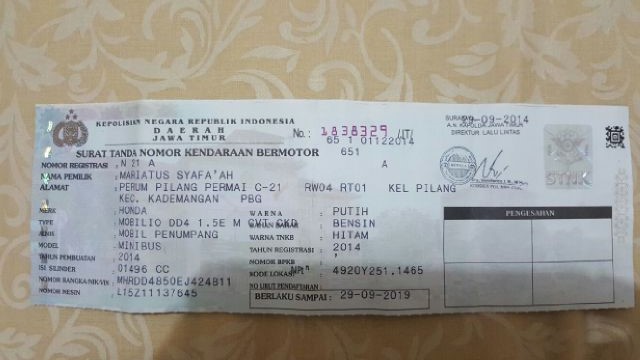 KEPOLISIAN NEGARA REPUBLIK INDONESIA
DAERAH
JAWA TIMUR
No.: 1838329 /JT/
65 1 01122014
651
29-09-2014
A.N. KAPOLDA JAWA TIMUR
DIREKTUR LALU LINTAS
SURAT TANDA NOMOR KENDARAAN BERMOTOR
NOMOR REGISTRASI : N 21 A
NAMA PEMILIK : MARIATUS SYAFA'AH
ALAMAT : PERUM PILANG PERMAI C-21 RW04 RT01 KEL PILANG
KEC. KADEMANGAN PBG
MERK : HONDA
TYPE : MOBILIO DD4 1.5E M CVT CKD
JENIS : MOBIL PENUMPANG
MODEL : MINIBUS
TAHUN PEMBUATAN : 2014
ISI SILINDER : 01496 CC
NOMOR RANGKA/NIK/VIN : MHRDD4850EJ424811
NOMOR MESIN : L15Z11137645
WARNA : PUTIH
BENSIN
WARNA TNKB : HITAM
TAHUN REGISTRASI : 2014
NOMOR BPKB :
KODE LOKASI : 4920Y251.1465
NO URUT PENDAFTARAN :
BERLAKU SAMPAI : 29-09-2019
STNK
PENGESAHAN